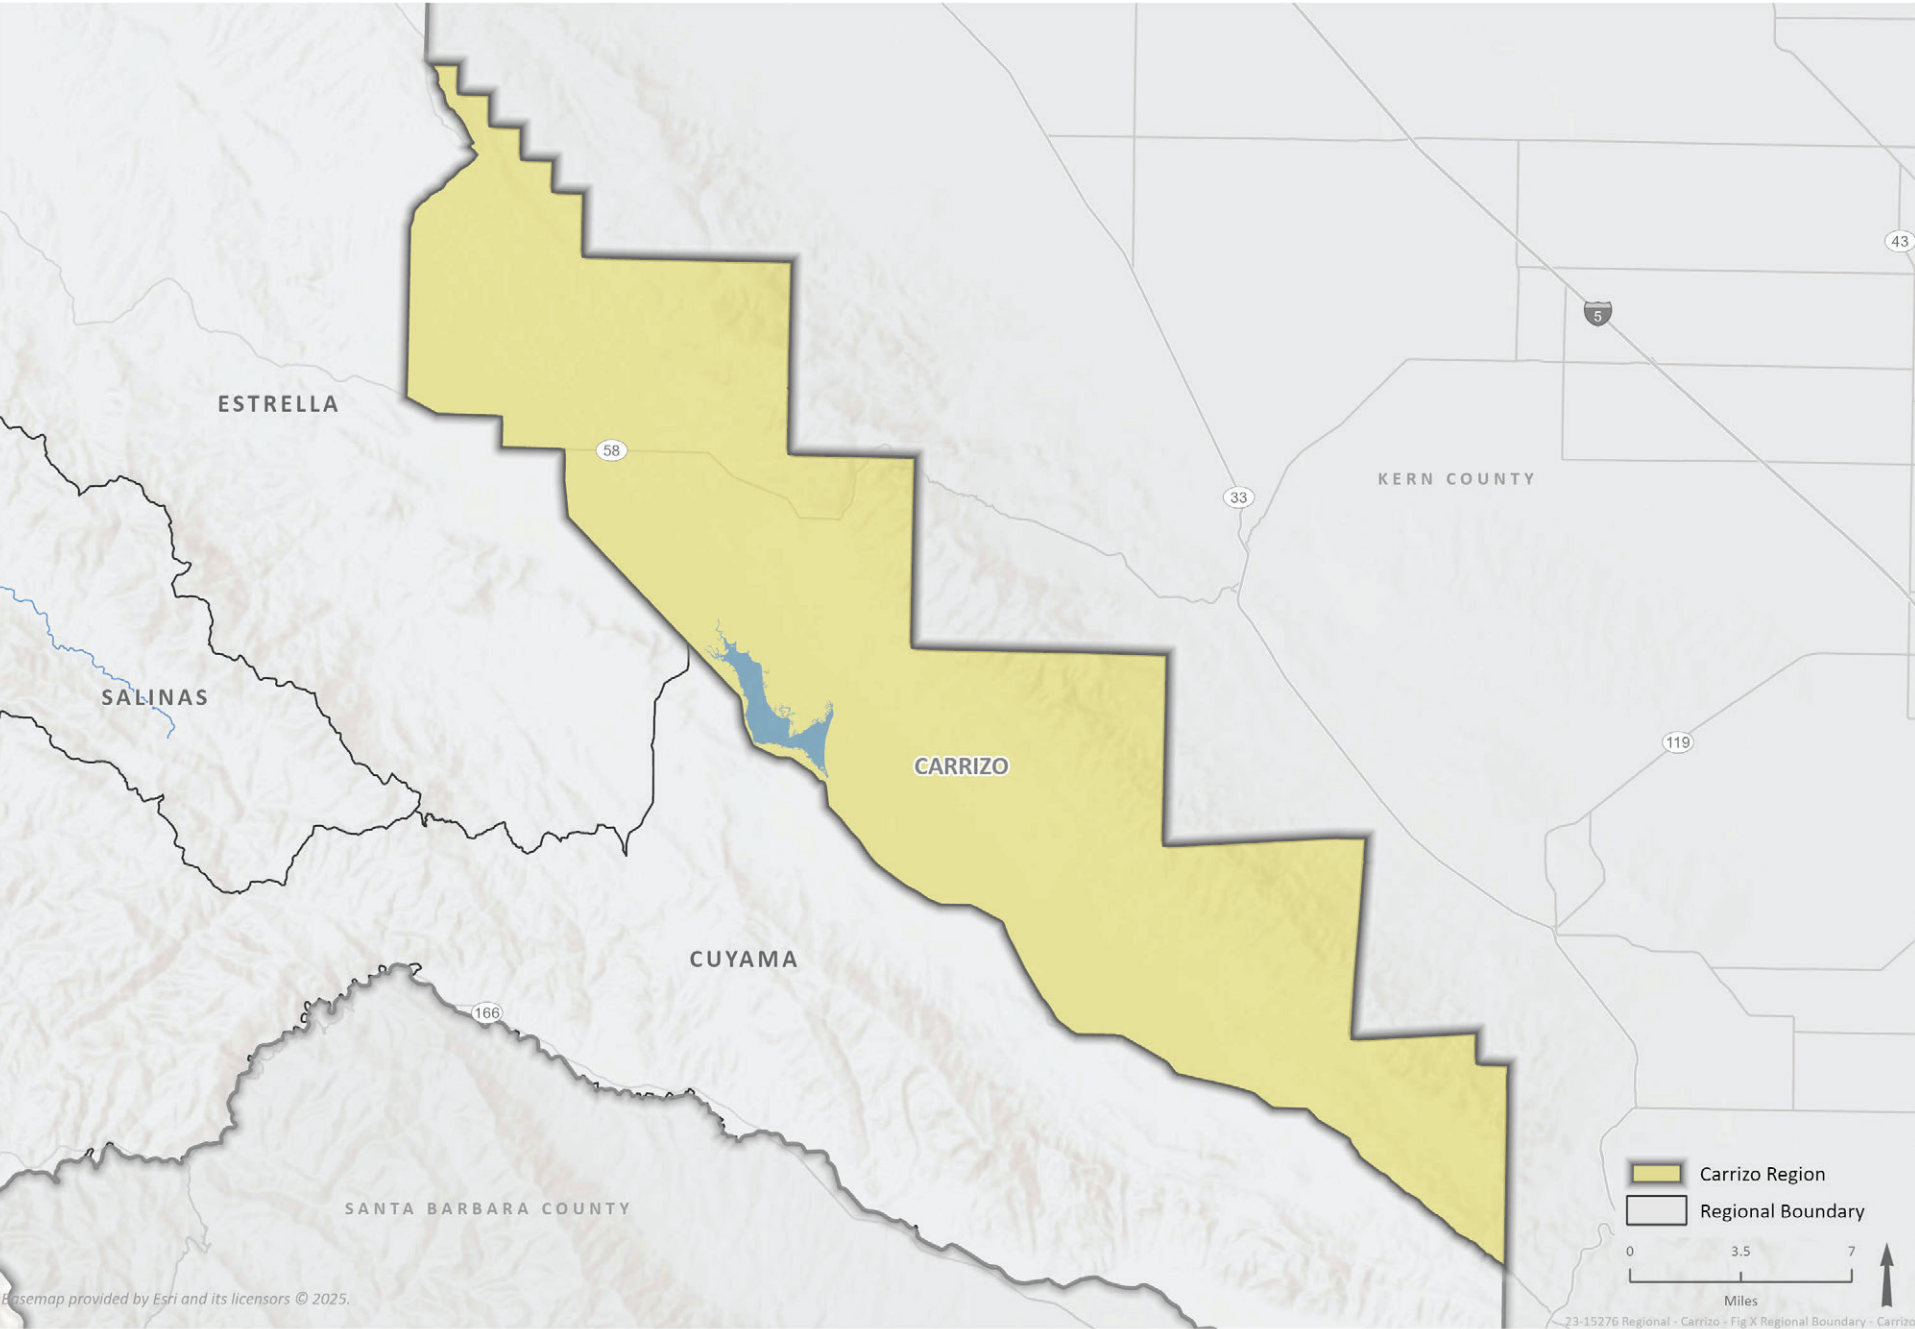 43
5
ESTRELLA
58
KERN COUNTY
33
SALINAS
119
CARRIZO
CUYAMA
166
Carrizo Region
SANTA BARBARA COUNTY
Regional Boundary
0 3.5 7
Miles
Basemap provided by Esri and its licensors © 2025.
23-15276 Regional - Carrizo - Fig X Regional Boundary - Carrizo